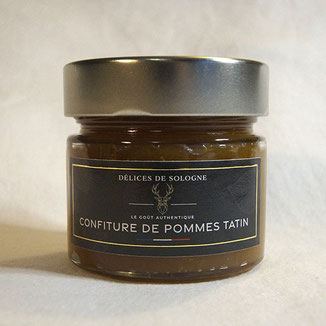 DÉLICES DE SOLOGNE
LE GOÛT AUTHENTIQUE
CONFITURE DE POMMES TATIN